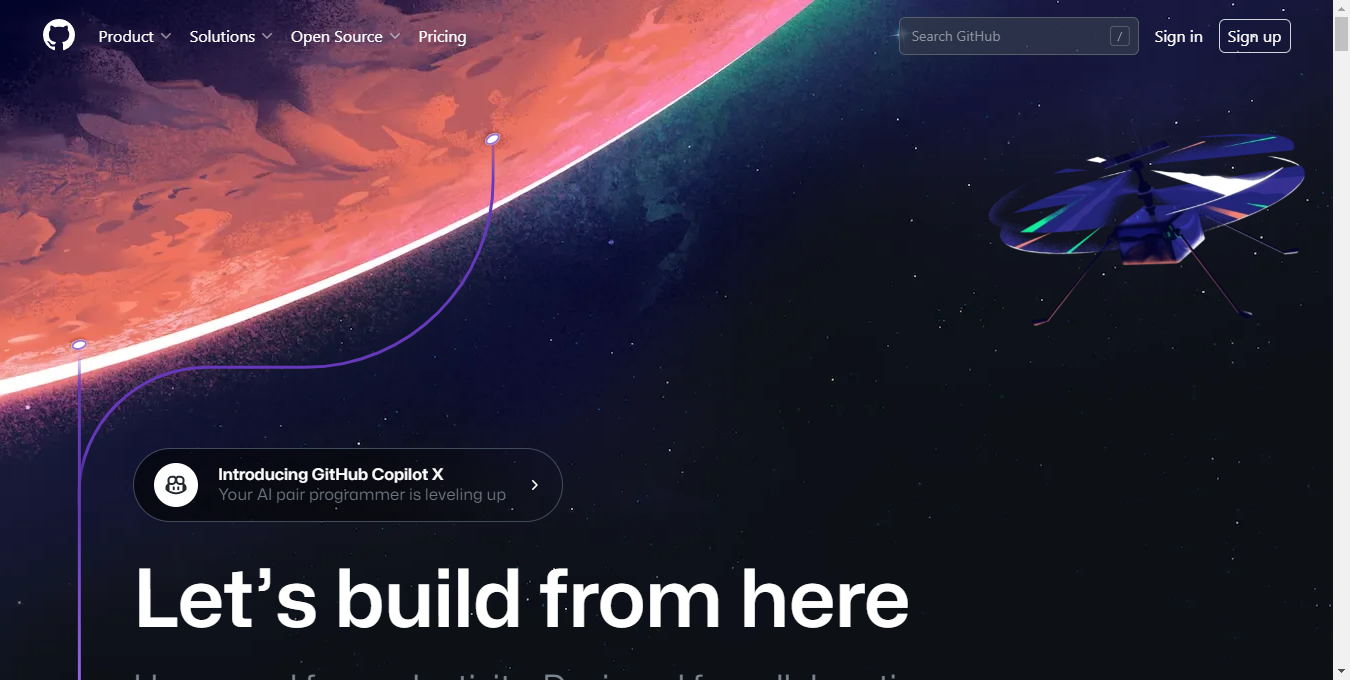 Product
Solutions
Open Source
Pricing
Search GitHub
/
Sign in
Sign up
Introducing GitHub Copilot X
Your AI pair programmer is leveling up
Let’s build from here